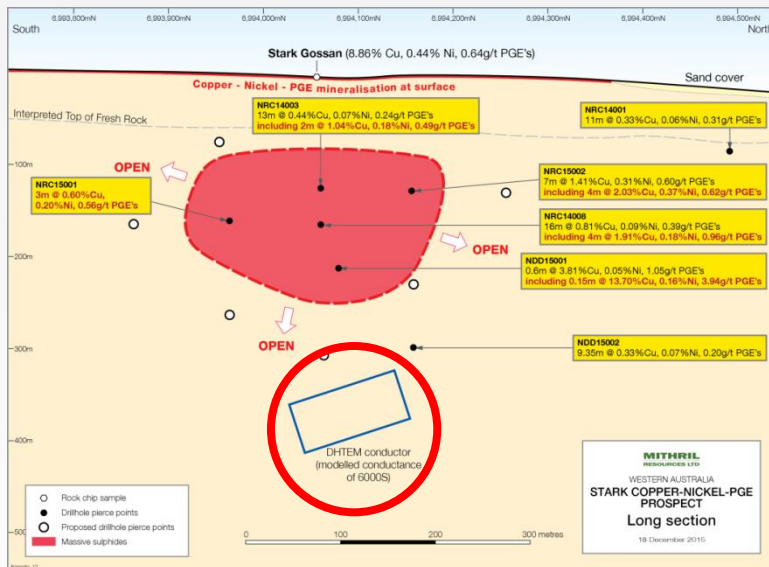 6,993,800mN
6,993,900mN
6,994,000mN
6,994,100mN
6,994,200mN
6,994,300mN
6,994,400mN
6,994,500mN
South
North
Stark Gossan (8.86% Cu, 0.44% Ni, 0.64g/t PGE's)
Sand cover
Copper - Nickel - PGE mineralisation at surface
Interpreted Top of Fresh Rock
NRC14003
13m @ 0.44%Cu, 0.07%Ni, 0.24g/t PGE's
including 2m @ 1.04%Cu, 0.18%Ni, 0.49g/t PGE's
NRC14001
11m @ 0.33%Cu, 0.06%Ni, 0.31g/t PGE's
-100m
OPEN
NRC15001
3m @ 0.60%Cu,
0.20%Ni, 0.56g/t PGE's
NRC15002
7m @ 1.41%Cu, 0.31%Ni, 0.60g/t PGE's
including 4m @ 2.03%Cu, 0.37%Ni, 0.62g/t PGE's
NRC14008
16m @ 0.81%Cu, 0.09%Ni, 0.39g/t PGE's
including 4m @ 1.91%Cu, 0.18%Ni, 0.96g/t PGE's
-200m
OPEN
NDD15001
0.6m @ 3.81%Cu, 0.05%Ni, 1.05g/t PGE's
including 0.15m @ 13.70%Cu, 0.16%Ni, 3.94g/t PGE's
OPEN
-300m
NDD15002
9.35m @ 0.33%Cu, 0.07%Ni, 0.20g/t PGE's
-400m
DHTEM conductor
(modelled conductance
of 6000S)
MITHRIL
RESOURCES LTD
WESTERN AUSTRALIA
STARK COPPER-NICKEL-PGE
PROSPECT
Long section
18 December 2015
Rock chip sample
Drillhole pierce points
Proposed drillhole pierce points
Massive sulphides
-500
0
100
200
300 metres